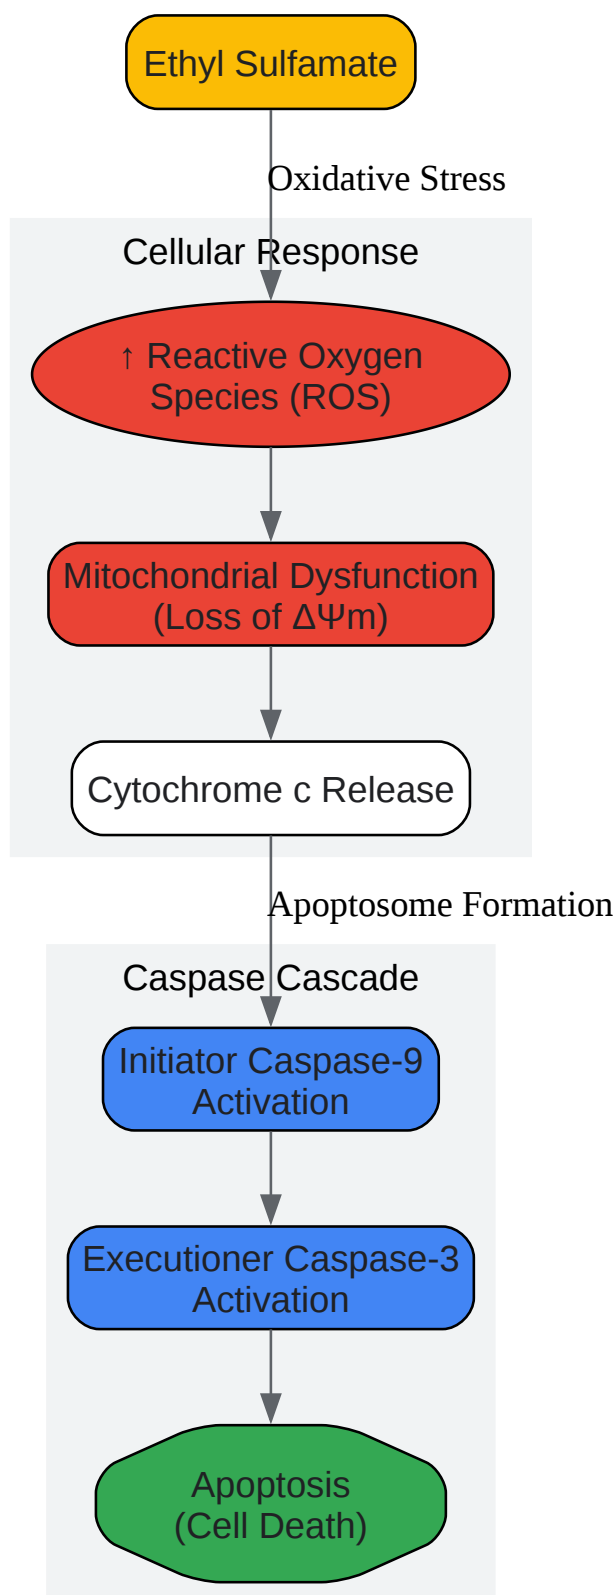 Ethyl Sulfamate
Oxidative Stress
Cellular Response
↑ Reactive Oxygen
Species (ROS)
Mitochondrial Dysfunction
(Loss of ΔΨm)
Cytochrome c Release
Apoptosome Formation
Caspase Cascade
Initiator Caspase-9
Activation
Executioner Caspase-3
Activation
Apoptosis
(Cell Death)